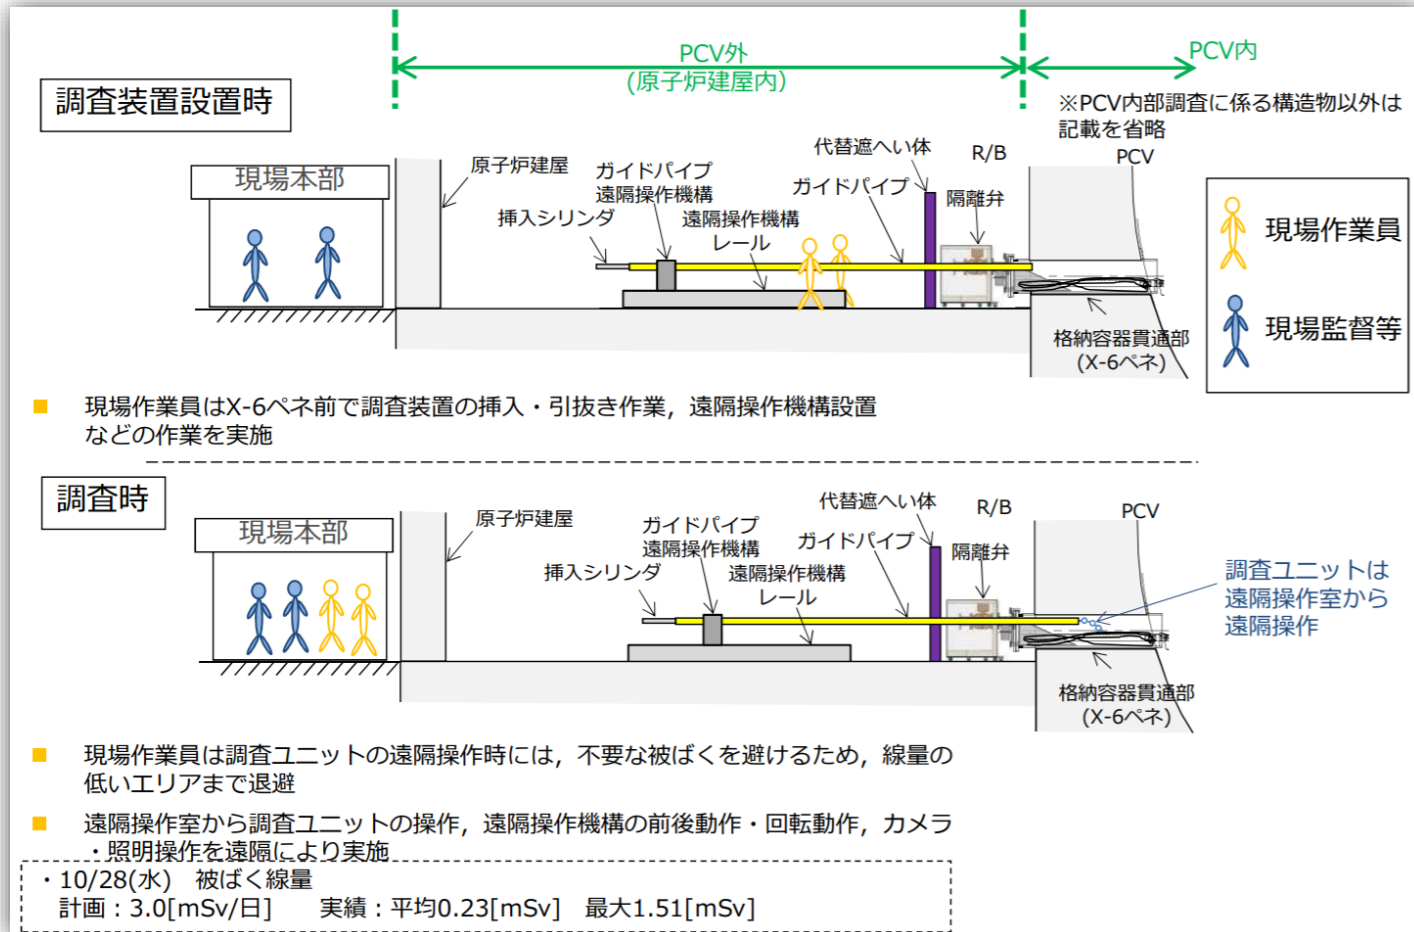 PCV外
(原子炉建屋内)
PCV内
調査装置設置時
※PCV内部調査に係る構造物以外は
記載を省略
現場本部
原子炉建屋
ガイドパイプ
遠隔操作機構
挿入シリンダ
遠隔操作機構
レール
代替遮へい体
ガイドパイプ
R/B
隔離弁
PCV
格納容器貫通部
(X-6ペネ)
現場作業員
現場監督等
■ 現場作業員はX-6ペネ前で調査装置の挿入・引抜き作業，遠隔操作機構設置
などの作業を実施
調査時
現場本部
原子炉建屋
ガイドパイプ
遠隔操作機構
挿入シリンダ
遠隔操作機構
レール
代替遮へい体
ガイドパイプ
R/B
隔離弁
PCV
調査ユニットは
遠隔操作室から
遠隔操作
格納容器貫通部
(X-6ペネ)
■ 現場作業員は調査ユニットの遠隔操作時には，不要な被ばくを避けるため，線量の
低いエリアまで退避
■ 遠隔操作室から調査ユニットの操作，遠隔操作機構の前後動作・回転動作，カメラ
・照明操作を遠隔により実施
・10/28(水)　被ばく線量
計画：3.0[mSv/日]　　実績：平均0.23[mSv]　最大1.51[mSv]